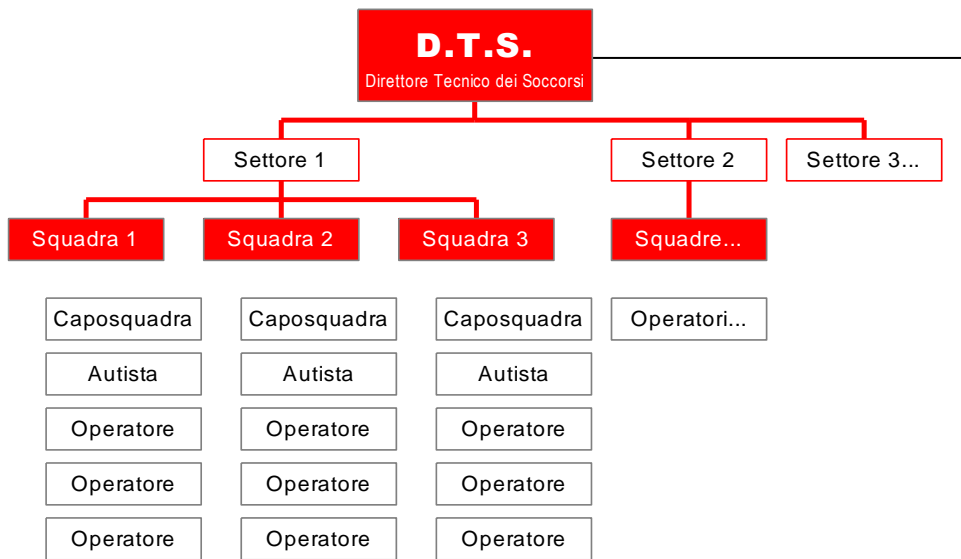 D.T.S.
Direttore Tecnico dei Soccorsi
Settore 1
Settore 2
Settore 3...
Squadra 1
Squadra 2
Squadra 3
Squadre...
Caposquadra
Caposquadra
Caposquadra
Operatori...
Autista
Autista
Autista
Operatore
Operatore
Operatore
Operatore
Operatore
Operatore
Operatore
Operatore
Operatore